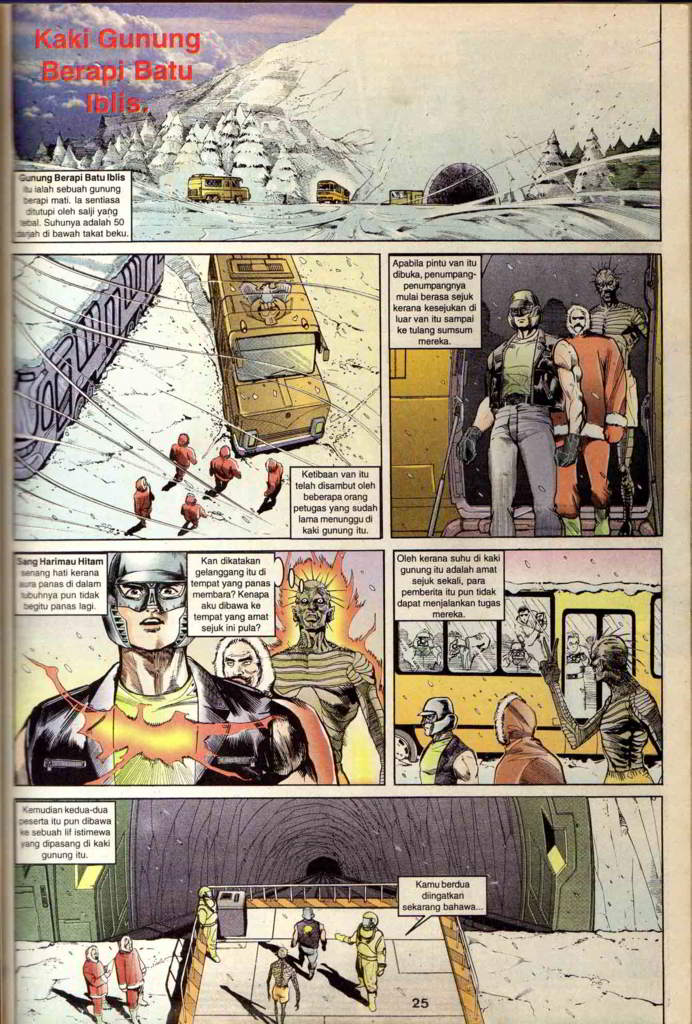 Kaki Gunung
Berapi Batu
Iblis.
Gunung Berapi Batu Iblis
itu ialah sebuah gunung
berapi mati. Ia sentiasa
ditutupi oleh salji yang
tebal. Suhunya adalah 50
darjah di bawah takat beku.
Ketibaan van itu
telah disambut oleh
beberapa orang
petugas yang sudah
lama menunggu di
kaki gunung itu.
Apabila pintu van itu
dibuka, penumpang-
penumpangnya
mulai berasa sejuk
kerana kesejukan di
luar van itu sampai
ke tulang sumsum
mereka.
Sang Harimau Hitam
senang hati kerana
aura panas di dalam
tubuhnya pun tidak
begitu panas lagi.
Kan dikatakan
gelanggang itu di
tempat yang panas
membara? Kenapa
aku dibawa ke
tempat yang amat
sejuk ini pula?
Oleh kerana suhu di kaki
gunung itu adalah amat
sejuk sekali, para
pemberita itu pun tidak
dapat menjalankan tugas
mereka.
Kemudian kedua-dua
peserta itu pun dibawa
ke sebuah lif istimewa
yang dipasang di kaki
gunung itu.
Kamu berdua
diingatkan
sekarang bahawa...
25